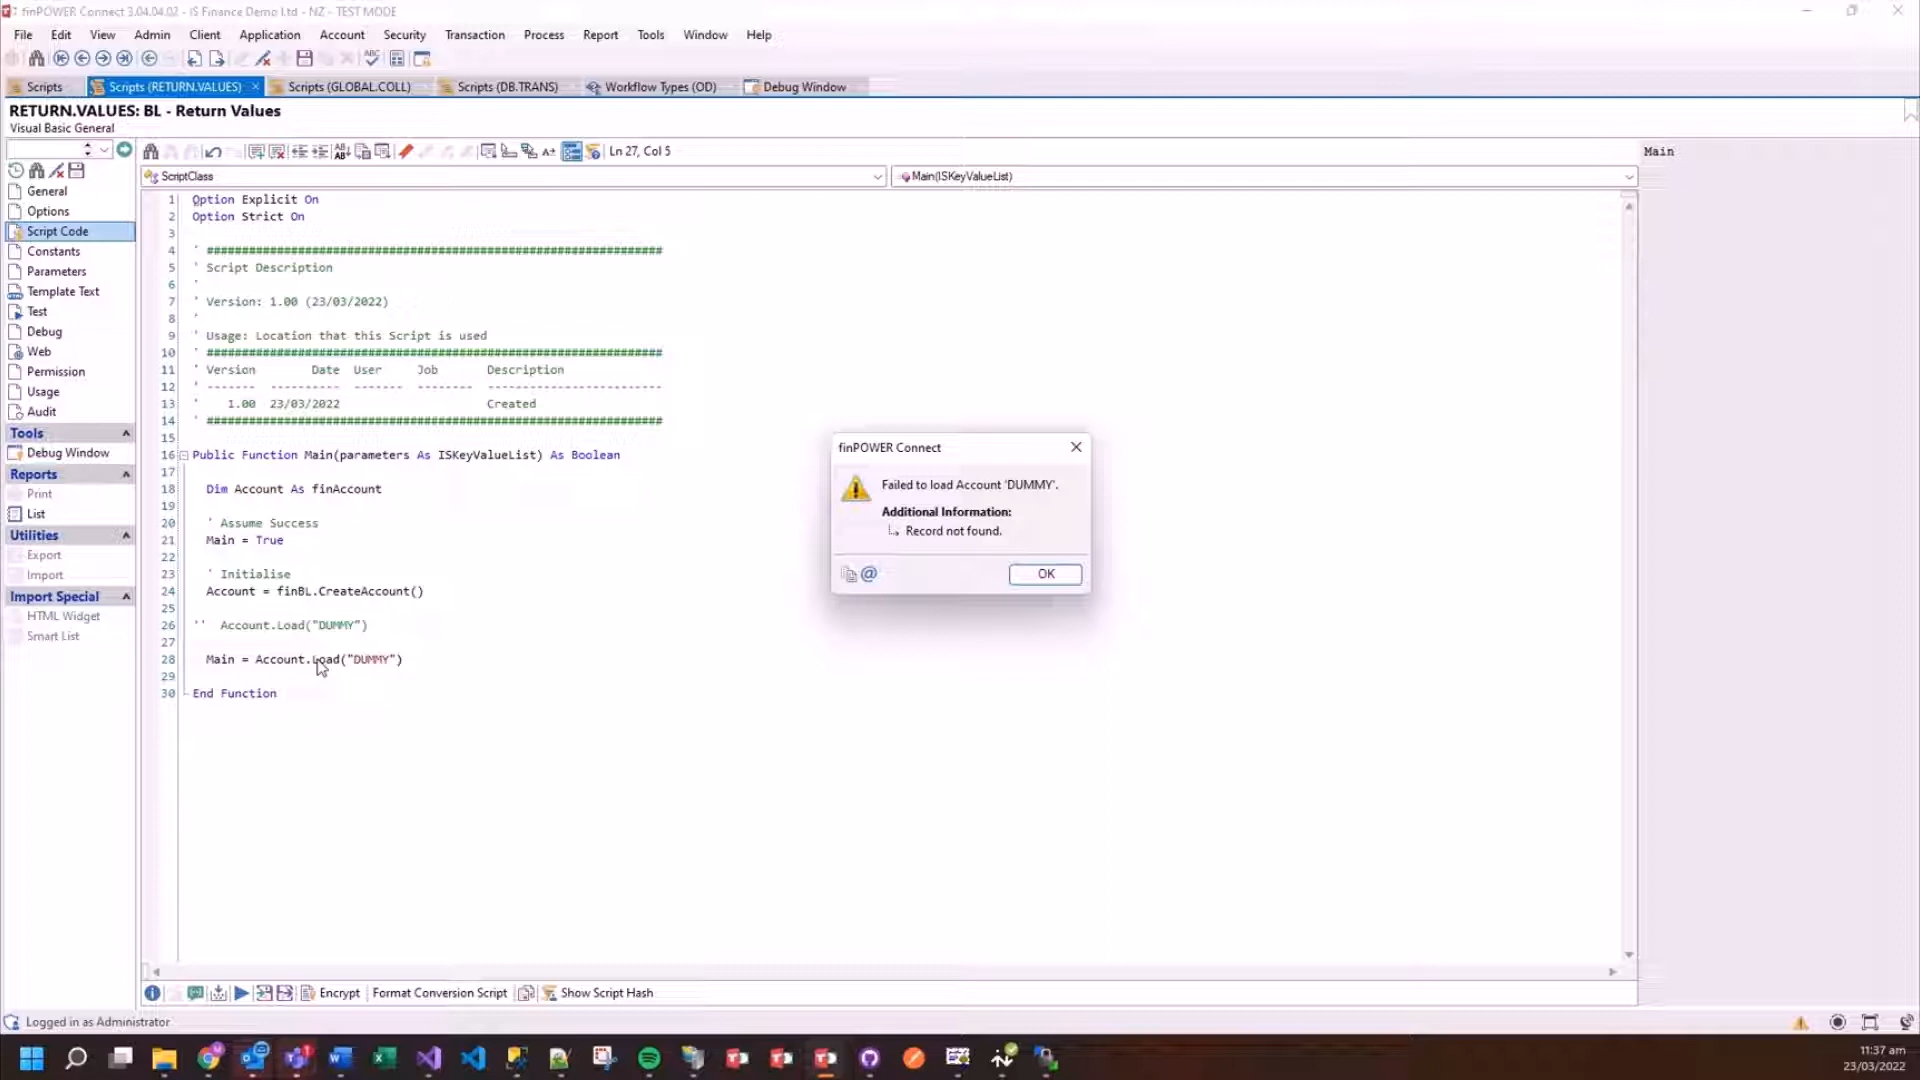 finPOWER Connect 3.04.04.02 - IS Finance Demo Ltd - NZ - TEST MODE
File Edit View Admin Client Application Account Security Transaction Process Report Tools Window Help
Scripts Scripts (RETURN.VALUES) Scripts (GLOBAL.COLL) Scripts (DB.TRANS) Workflow Types (OD) Debug Window
RETURN.VALUES: BL - Return Values
Visual Basic General
Ln 27, Col 5
Main
ScriptClass
Main(ISKeyValueList)
General
Options
Script Code
Constants
Parameters
Template Text
Test
Debug
Web
Permission
Usage
Audit
Tools
Debug Window
Reports
Print
List
Utilities
Export
Import
Import Special
HTML Widget
Smart List
1 Option Explicit On
2 Option Strict On
3
4 ' #################################################################
5 ' Script Description
6 '
7 ' Version: 1.00 (23/03/2022)
8 '
9 ' Usage: Location that this Script is used
10 ' #################################################################
11 ' Version Date User Job Description
12 ' ------- ---------- ------- -------- -------------------------
13 ' 1.00 23/03/2022 Created
14 ' #################################################################
15
16 Public Function Main(parameters As ISKeyValueList) As Boolean
17
18 Dim Account As finAccount
19
20 ' Assume Success
21 Main = True
22
23 ' Initialise
24 Account = finBL.CreateAccount()
25
26 '' Account.Load("DUMMY")
27
28 Main = Account.Load("DUMMY")
29
30 End Function
finPOWER Connect
Failed to load Account 'DUMMY'.
Additional Information:
Record not found.
OK
Encrypt Format Conversion Script Show Script Hash
Logged in as Administrator
11:37 am
23/03/2022